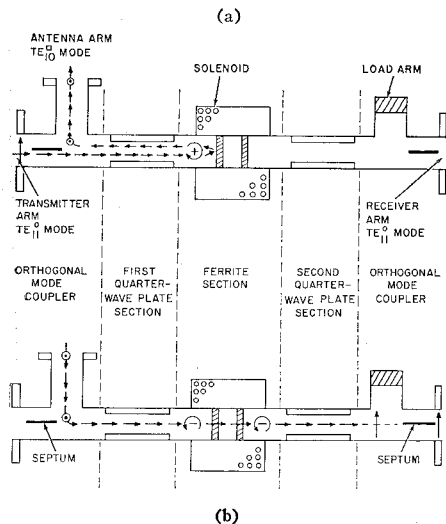 (a)
ANTENNA ARM
TE□10 MODE
SOLENOID
LOAD ARM
+
TRANSMITTER
ARM
TE°11 MODE
RECEIVER
ARM
TE°11 MODE
ORTHOGONAL
MODE
COUPLER
FIRST QUARTER-
WAVE PLATE
SECTION
FERRITE
SECTION
SECOND QUARTER-
WAVE PLATE
SECTION
ORTHOGONAL
MODE
COUPLER
− −
SEPTUM
SEPTUM
(b)